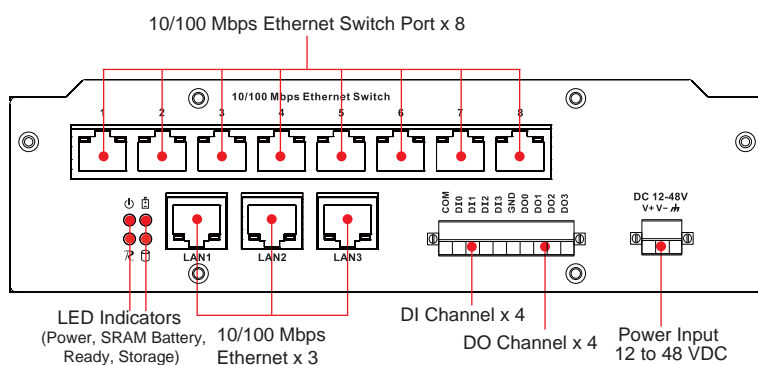 10/100 Mbps Ethernet Switch Port x 8
10/100 Mbps Ethernet Switch
1 2 3 4 5 6 7 8
COM DI0 DI1 DI2 DI3 GND DO0 DO1 DO2 DO3
DC 12-48V
V+ V-
LAN1 LAN2 LAN3
LED Indicators
(Power, SRAM Battery,
Ready, Storage)
10/100 Mbps
Ethernet x 3
DI Channel x 4
DO Channel x 4
Power Input
12 to 48 VDC